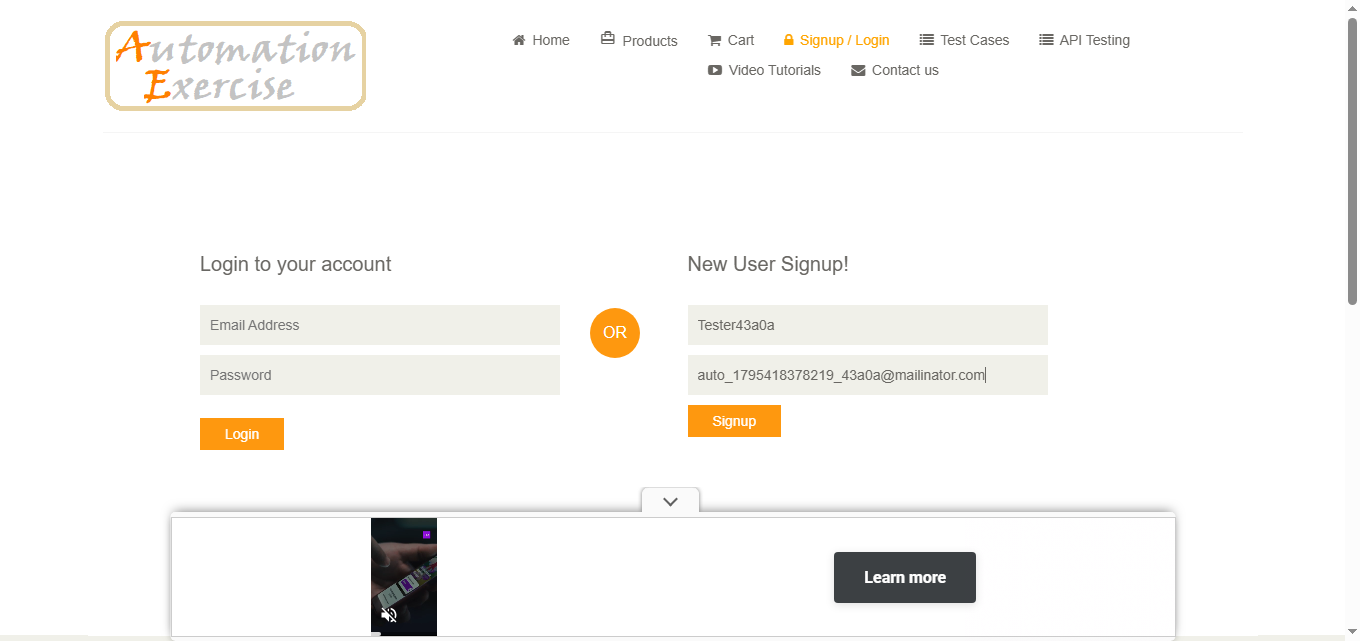 Automation
Exercise
Home
Products
Cart
Signup / Login
Test Cases
API Testing
Video Tutorials
Contact us
Login to your account
Email Address
Password
Login
OR
New User Signup!
Tester43a0a
auto_1795418378219_43a0a@mailinator.com
Signup
Learn more